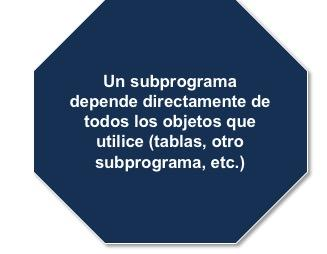 Un subprograma
depende directamente de
todos los objetos que
utilice (tablas, otro
subprograma, etc.)